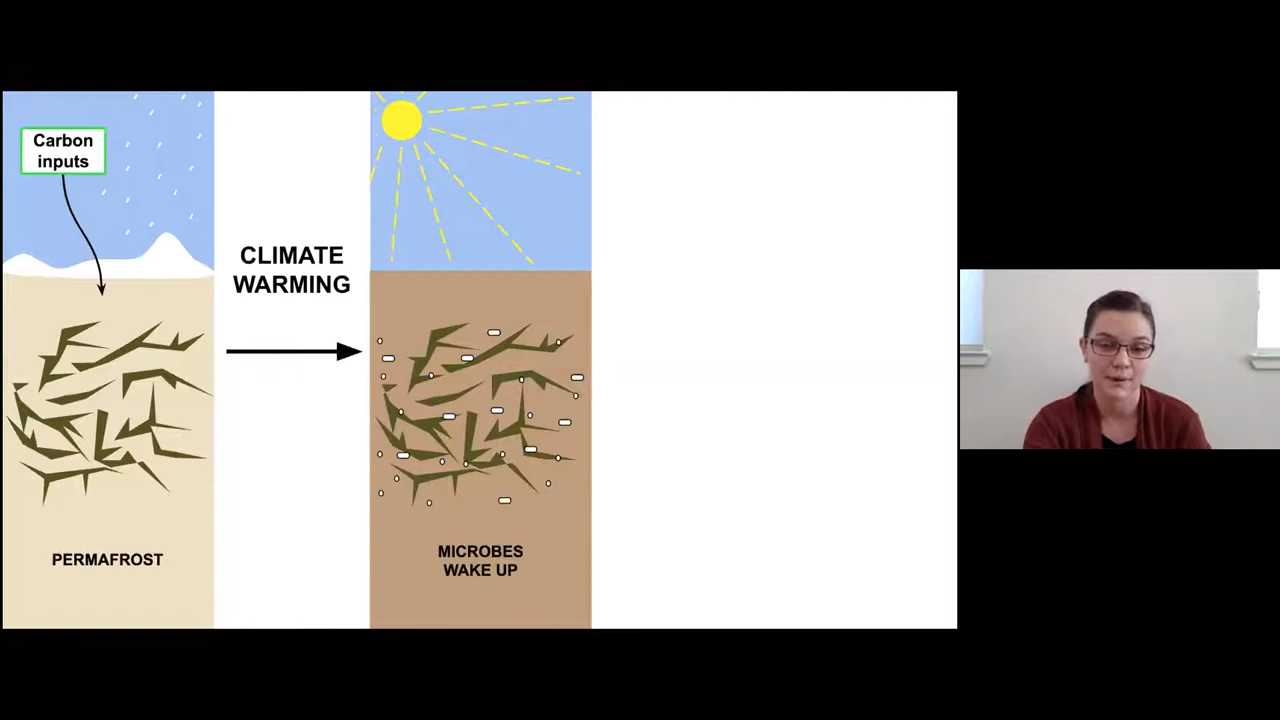 Carbon
inputs
CLIMATE
WARMING
PERMAFROST
MICROBES
WAKE UP